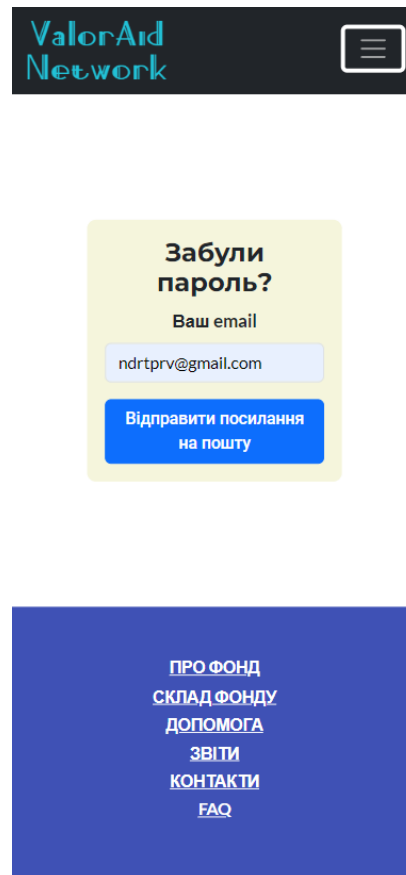 ValorAid
Network
Забули
пароль?
Ваш email
ndrtprv@gmail.com
Відправити посилання
на пошту
ПРО ФОНД
СКЛАД ФОНДУ
ДОПОМОГА
ЗВІТИ
КОНТАКТИ
FAQ